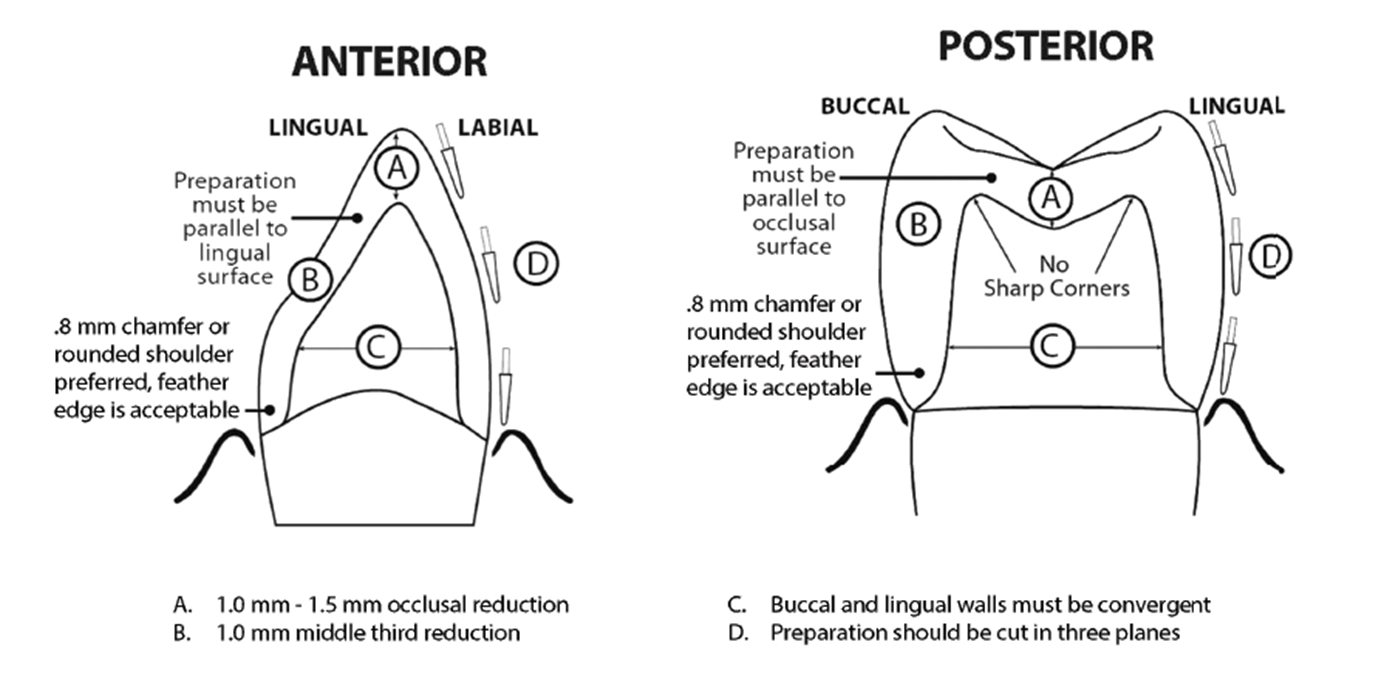 ANTERIOR
LINGUAL
LABIAL
A
Preparation
must be
parallel to
lingual
surface
B
D
.8 mm chamfer or
rounded shoulder
preferred, feather
edge is acceptable
C
POSTERIOR
BUCCAL
LINGUAL
Preparation
must be
parallel to
occlusal
surface
A
B
D
No
Sharp Corners
.8 mm chamfer or
rounded shoulder
preferred, feather
edge is acceptable
C
A. 1.0 mm - 1.5 mm occlusal reduction
B. 1.0 mm middle third reduction
C. Buccal and lingual walls must be convergent
D. Preparation should be cut in three planes